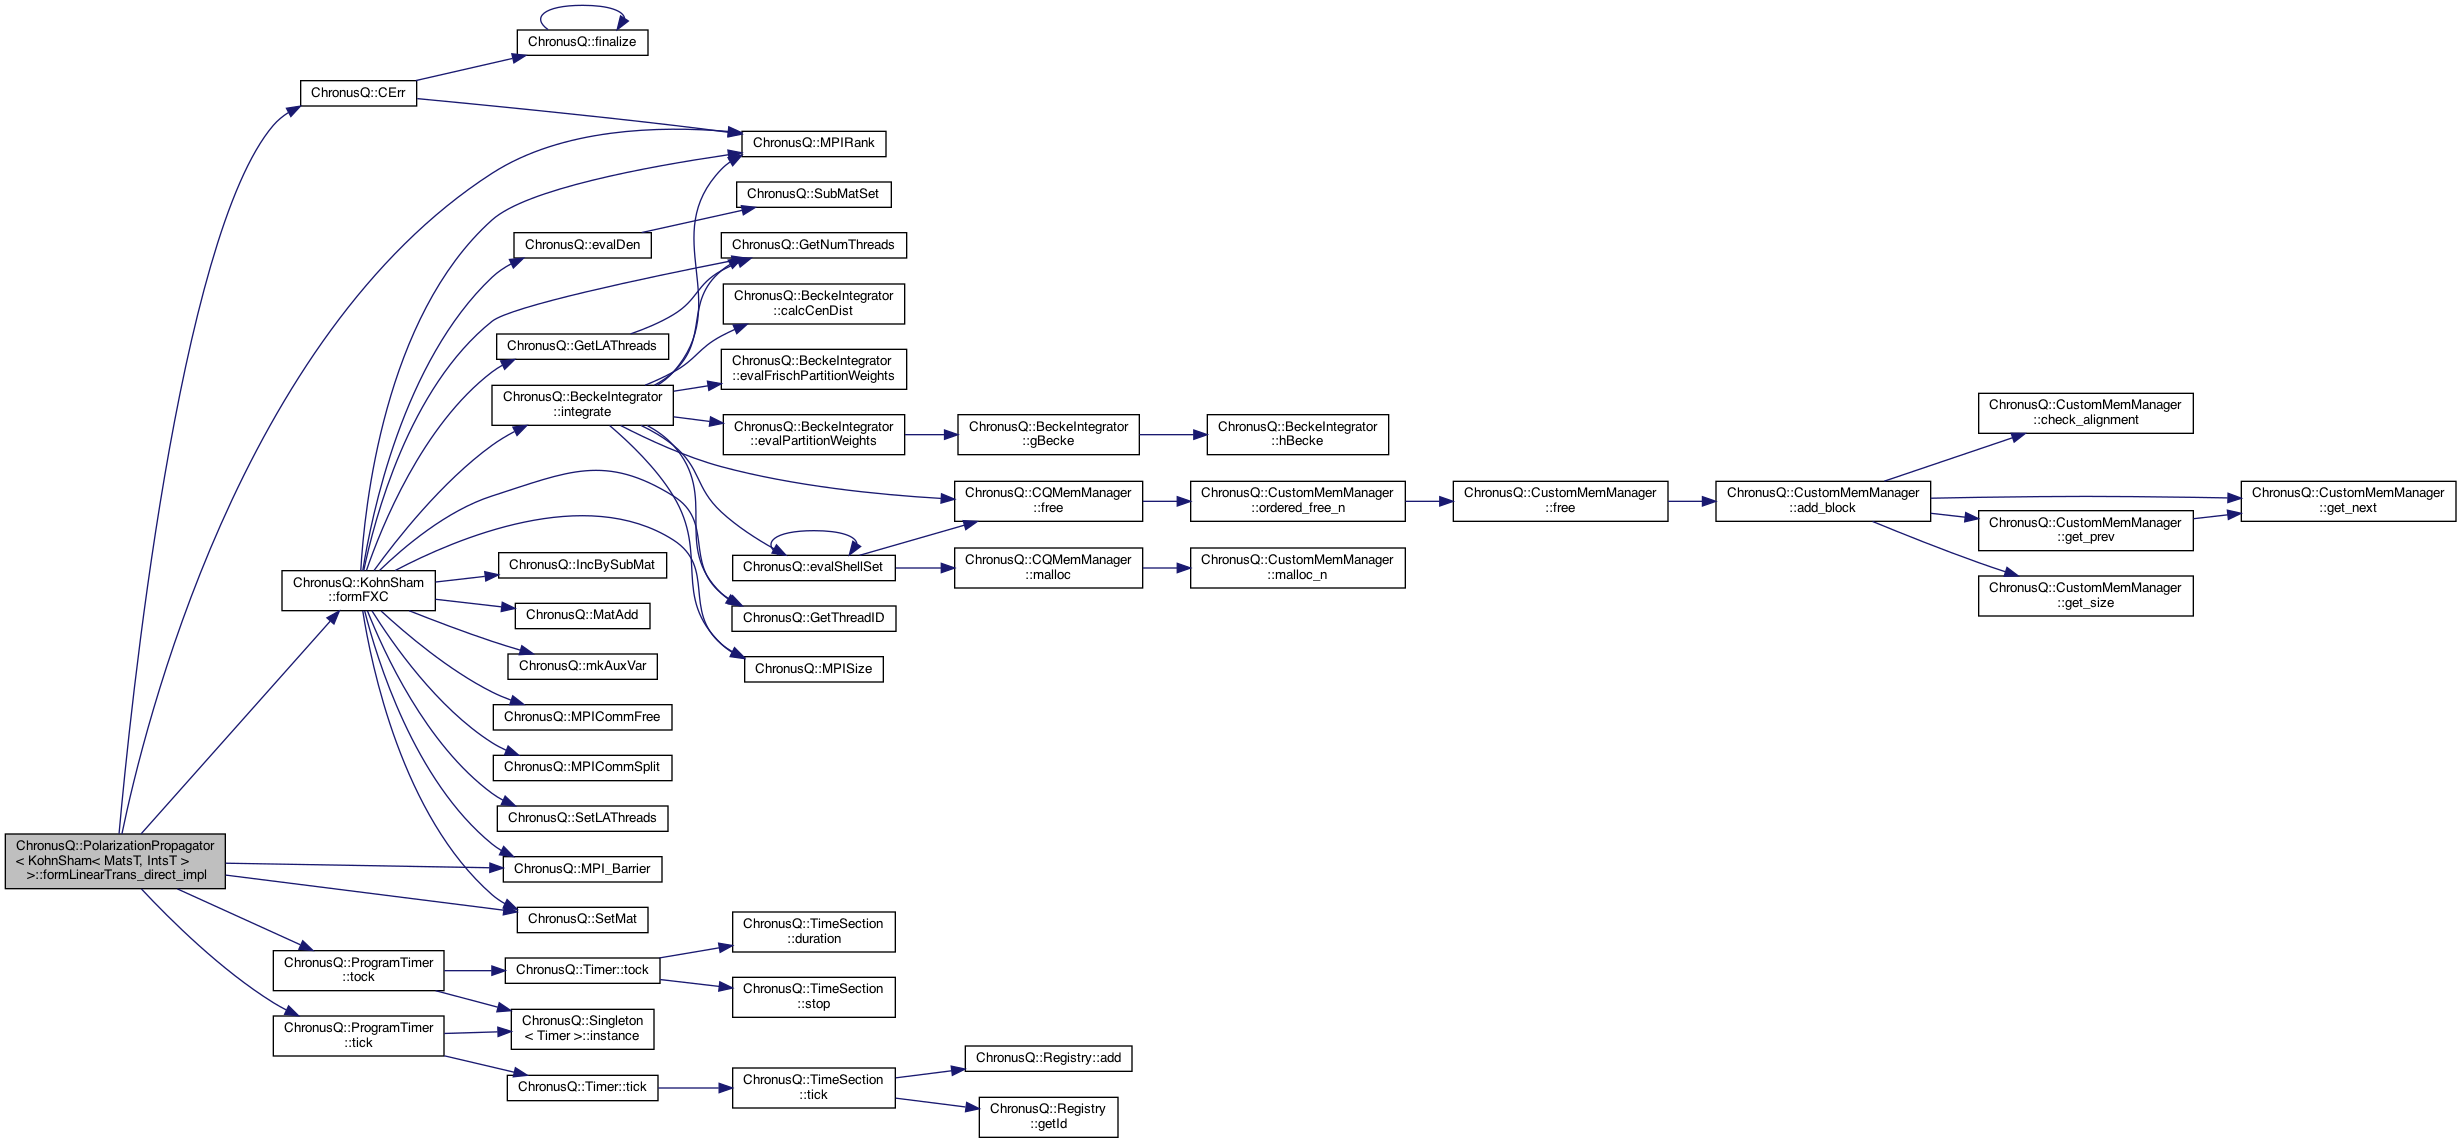 ChronusQ::finalize
ChronusQ::CErr
ChronusQ::MPIRank
ChronusQ::SubMatSet
ChronusQ::evalDen
ChronusQ::GetNumThreads
ChronusQ::BeckeIntegrator
::calcCenDist
ChronusQ::GetLAThreads
ChronusQ::BeckeIntegrator
::evalFrischPartitionWeights
ChronusQ::BeckeIntegrator
::integrate
ChronusQ::BeckeIntegrator
::evalPartitionWeights
ChronusQ::BeckeIntegrator
::gBecke
ChronusQ::BeckeIntegrator
::hBecke
ChronusQ::CustomMemManager
::check_alignment
ChronusQ::CQMemManager
::free
ChronusQ::CustomMemManager
::ordered_free_n
ChronusQ::CustomMemManager
::free
ChronusQ::CustomMemManager
::add_block
ChronusQ::CustomMemManager
::get_next
ChronusQ::CustomMemManager
::get_prev
ChronusQ::evalShellSet
ChronusQ::CQMemManager
::malloc
ChronusQ::CustomMemManager
::malloc_n
ChronusQ::CustomMemManager
::get_size
ChronusQ::IncBySubMat
ChronusQ::KohnSham
::formFXC
ChronusQ::MatAdd
ChronusQ::GetThreadID
ChronusQ::mkAuxVar
ChronusQ::MPISize
ChronusQ::MPICommFree
ChronusQ::MPICommSplit
ChronusQ::SetLAThreads
ChronusQ::PolarizationPropagator
< KohnSham< MatsT, IntsT >
>::formLinearTrans_direct_impl
ChronusQ::MPI_Barrier
ChronusQ::SetMat
ChronusQ::TimeSection
::duration
ChronusQ::ProgramTimer
::tock
ChronusQ::Timer::tock
ChronusQ::TimeSection
::stop
ChronusQ::ProgramTimer
::tick
ChronusQ::Singleton
< Timer >::instance
ChronusQ::Timer::tick
ChronusQ::TimeSection
::tick
ChronusQ::Registry::add
ChronusQ::Registry
::getId